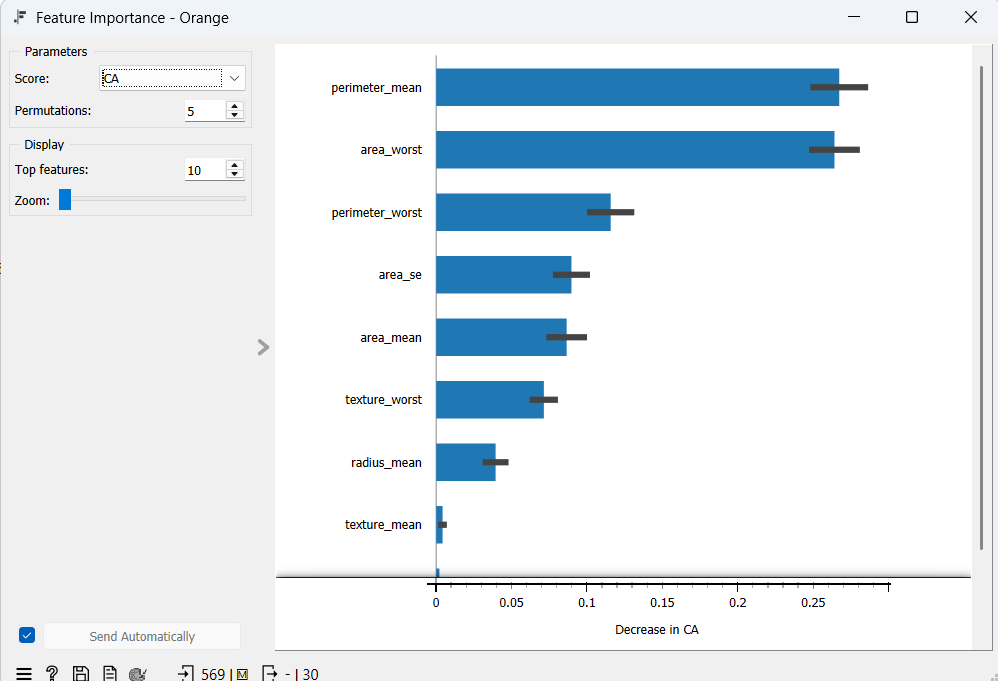 Feature Importance - Orange
Parameters
Score: CA
Permutations: 5
Display
Top features: 10
Zoom:
perimeter_mean
area_worst
perimeter_worst
area_se
area_mean
texture_worst
radius_mean
texture_mean
0 0.05 0.1 0.15 0.2 0.25
Decrease in CA
Send Automatically
? 569 | M - | 30